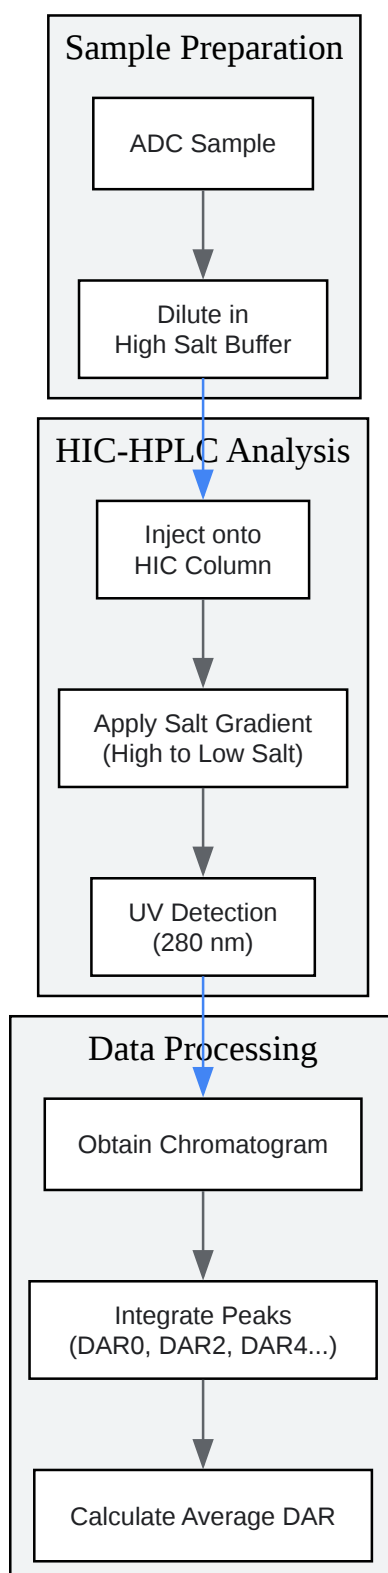 Sample Preparation
ADC Sample
Dilute in
High Salt Buffer
HIC-HPLC Analysis
Inject onto
HIC Column
Apply Salt Gradient
(High to Low Salt)
UV Detection
(280 nm)
Data Processing
Obtain Chromatogram
Integrate Peaks
(DAR0, DAR2, DAR4...)
Calculate Average DAR